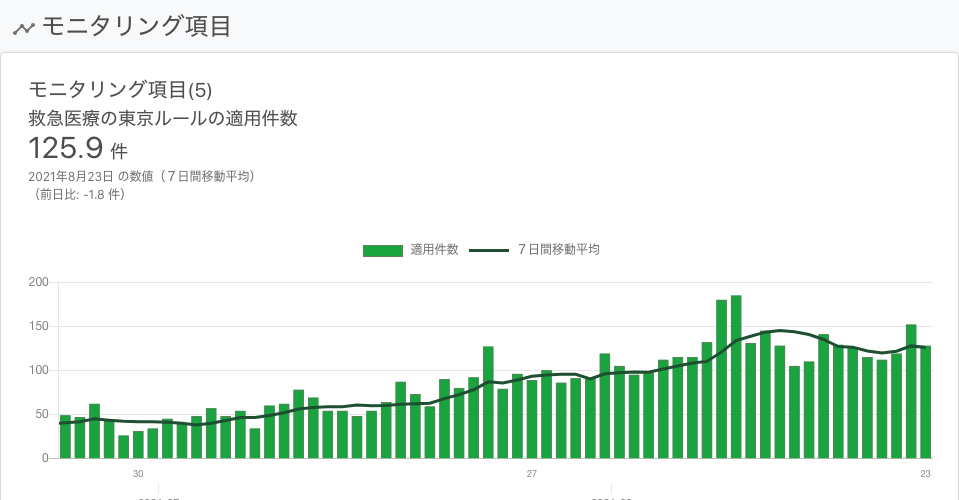 モニタリング項目
モニタリング項目(5)
救急医療の東京ルールの適用件数
125.9 件
2021年8月23日 の数値（７日間移動平均）
（前日比: -1.8 件）
適用件数 ７日間移動平均
200
150
100
50
0
30 27 23